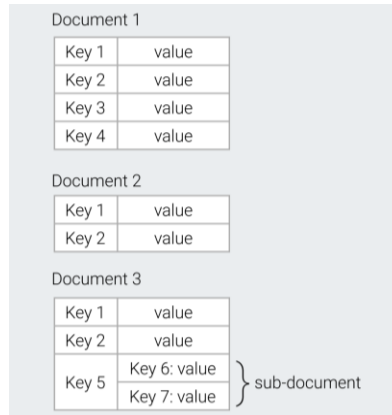 Document 1
Key 1 value
Key 2 value
Key 3 value
Key 4 value
Document 2
Key 1 value
Key 2 value
Document 3
Key 1 value
Key 2 value
Key 5
Key 6: value
Key 7: value
sub-document